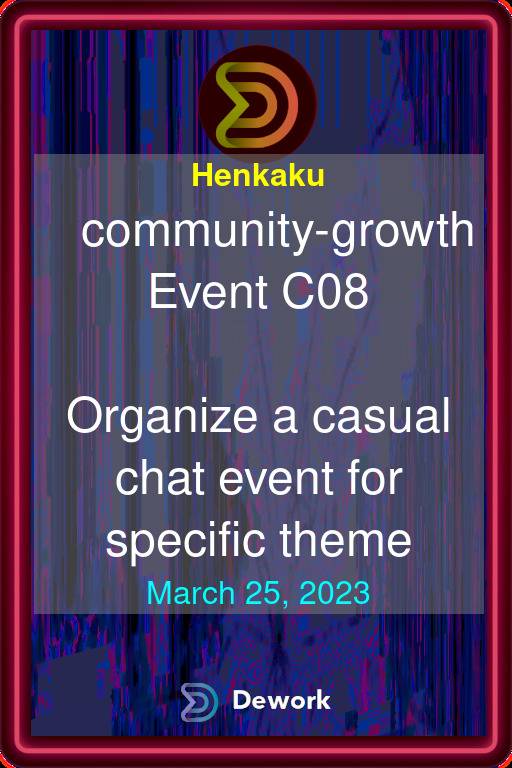 Henkaku
community-growth
Event C08
Organize a casual
chat event for
specific theme
March 25, 2023
Dework